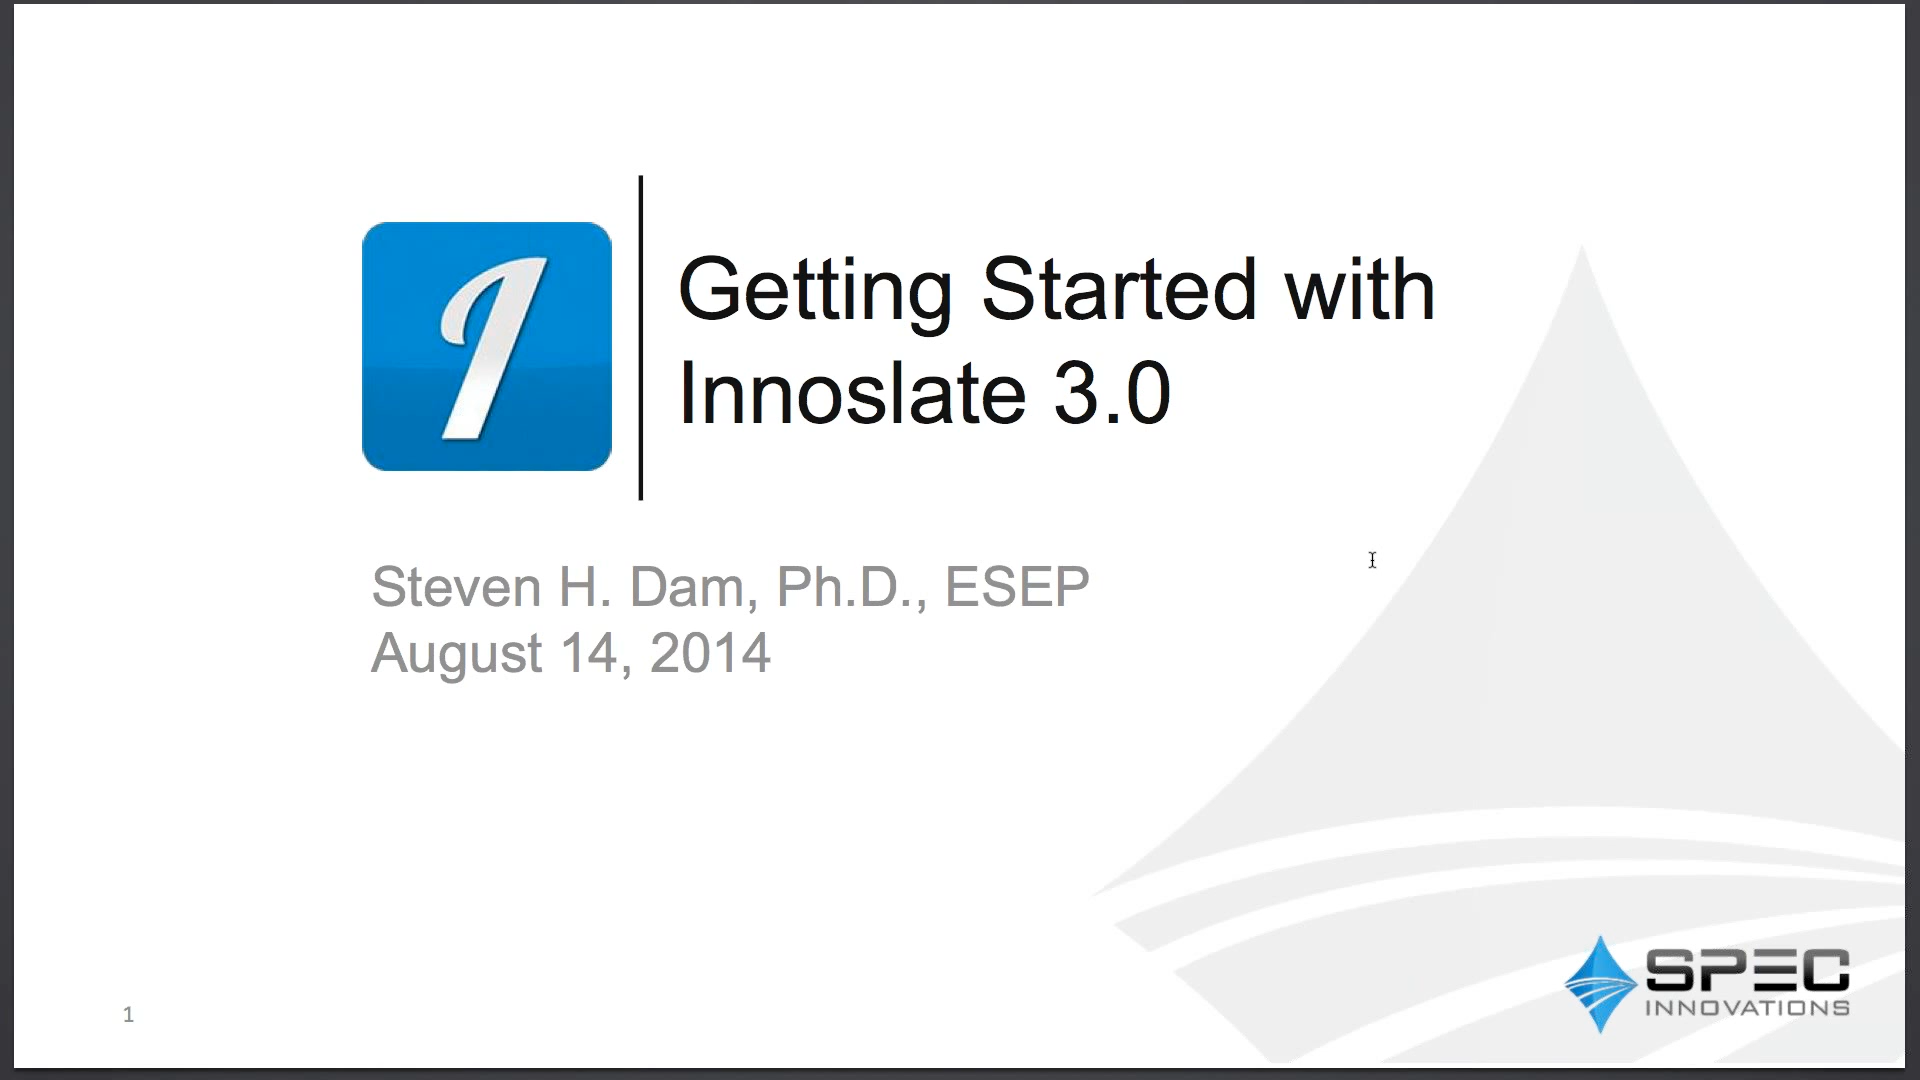 I
Getting Started with
Innoslate 3.0
Steven H. Dam, Ph.D., ESEP
August 14, 2014
1
SPEC
INNOVATIONS